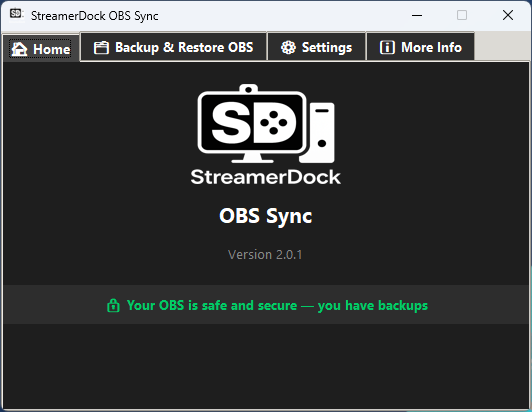 SD StreamerDock OBS Sync
Home Backup & Restore OBS Settings More Info
SD
StreamerDock
OBS Sync
Version 2.0.1
Your OBS is safe and secure — you have backups